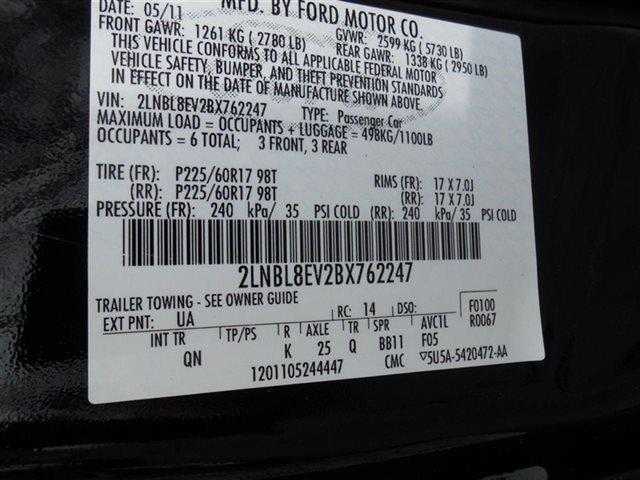 MFD. BY FORD MOTOR CO.
DATE: 05/11
GVWR: 2599 KG ( 5730 LB)
FRONT GAWR: 1261 KG ( 2780 LB)
REAR GAWR: 1338 KG ( 2950 LB)
THIS VEHICLE CONFORMS TO ALL APPLICABLE FEDERAL MOTOR
VEHICLE SAFETY, BUMPER, AND THEFT PREVENTION STANDARDS
IN EFFECT ON THE DATE OF MANUFACTURE SHOWN ABOVE.
VIN: 2LNBL8EV2BX762247 TYPE: Passenger Car
MAXIMUM LOAD = OCCUPANTS + LUGGAGE = 498KG/1100LB
OCCUPANTS = 6 TOTAL; 3 FRONT, 3 REAR
TIRE (FR): P225/60R17 98T RIMS (FR): 17 X 7.0J
(RR): P225/60R17 98T (RR): 17 X 7.0J
PRESSURE (FR): 240 kPa/ 35 PSI COLD (RR): 240 kPa/ 35 PSI COLD
2LNBL8EV2BX762247
TRAILER TOWING - SEE OWNER GUIDE
EXT PNT: UA RC: 14 DSO: F0100
R0067
INT TR TP/PS R AXLE TR SPR AVC1L
QN K 25 Q BB11 F05
1201105244447 CMC ▽5U5A-5420472-AA